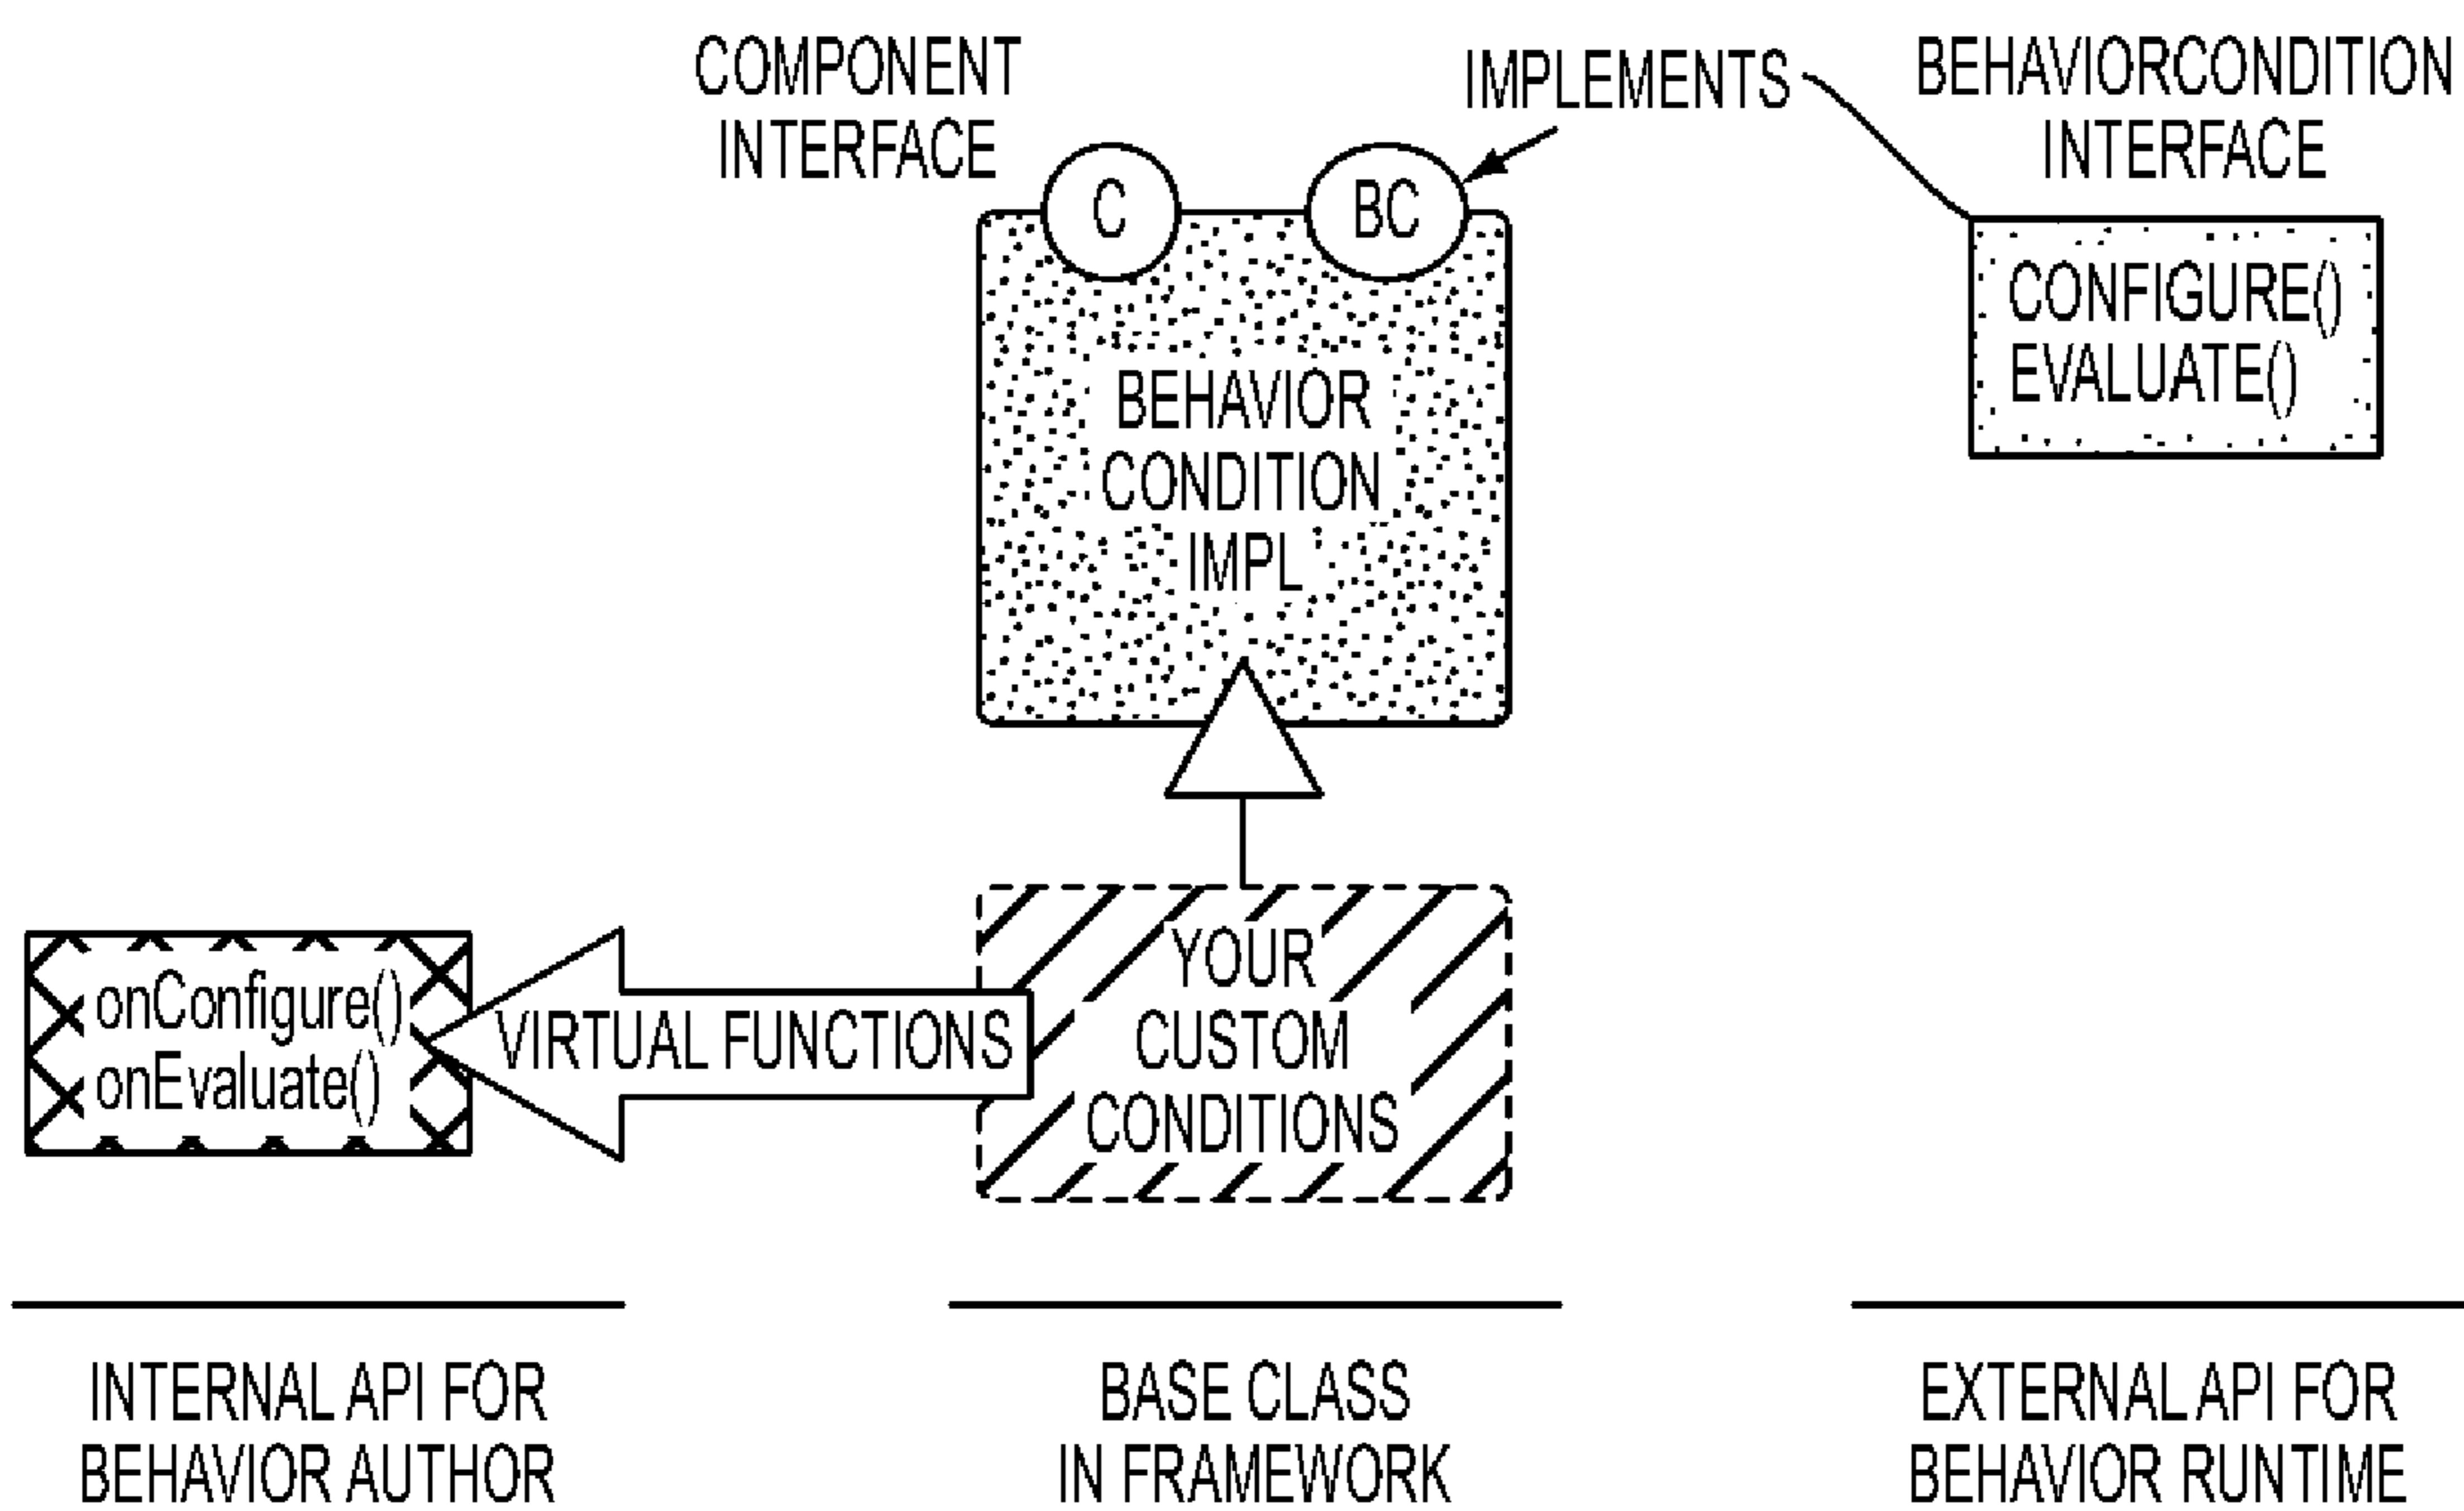 COMPONENT
INTERFACE
IMPLEMENTS
BEHAVIORCONDITION
INTERFACE
C
BC
CONFIGURE()
EVALUATE()
BEHAVIOR
CONDITION
IMPL
onConfigure()
onEvaluate()
VIRTUAL FUNCTIONS
YOUR
CUSTOM
CONDITIONS
INTERNAL API FOR
BEHAVIOR AUTHOR
BASE CLASS
IN FRAMEWORK
EXTERNAL API FOR
BEHAVIOR RUNTIME